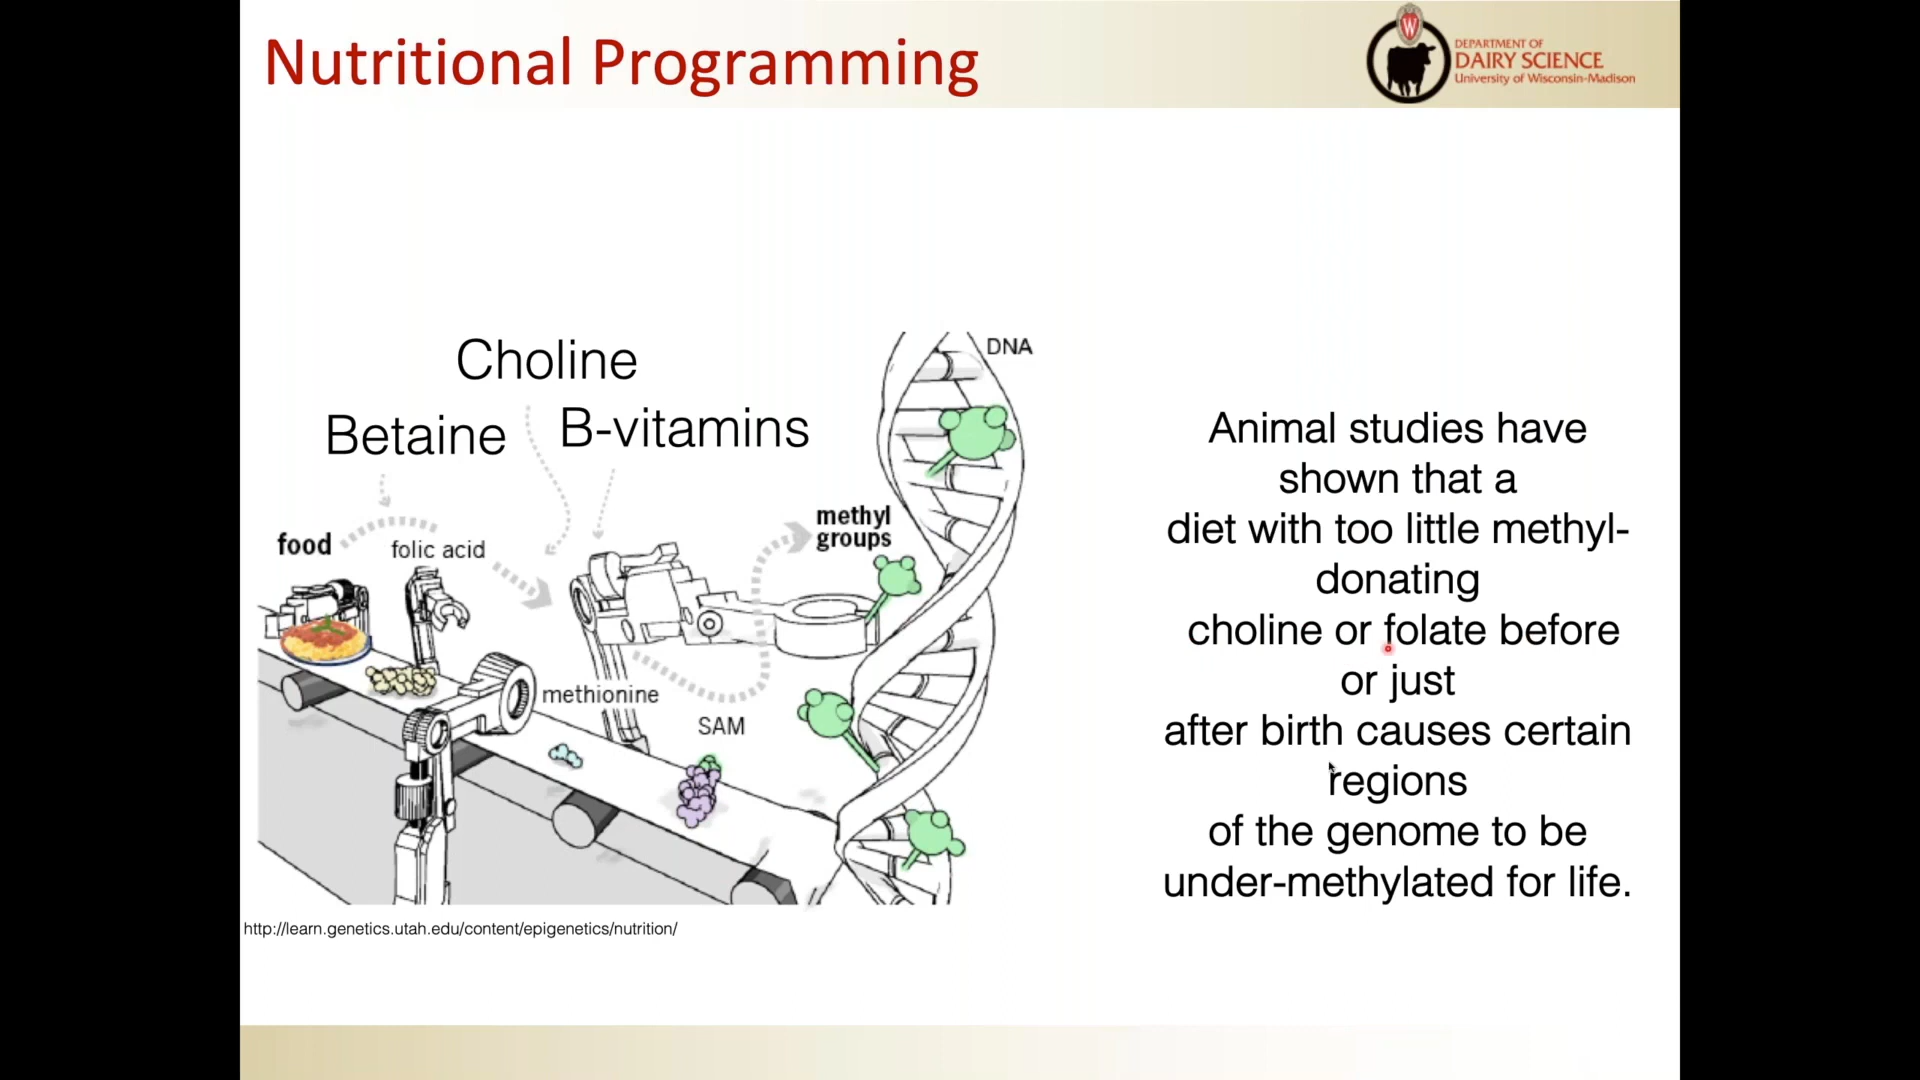 Nutritional Programming
DEPARTMENT OF
DAIRY SCIENCE
University of Wisconsin-Madison
W
Choline
Betaine
B-vitamins
DNA
food
folic acid
methyl
groups
methionine
SAM
Animal studies have
shown that a
diet with too little methyl-
donating
choline or folate before
or just
after birth causes certain
regions
of the genome to be
under-methylated for life.
http://learn.genetics.utah.edu/content/epigenetics/nutrition/